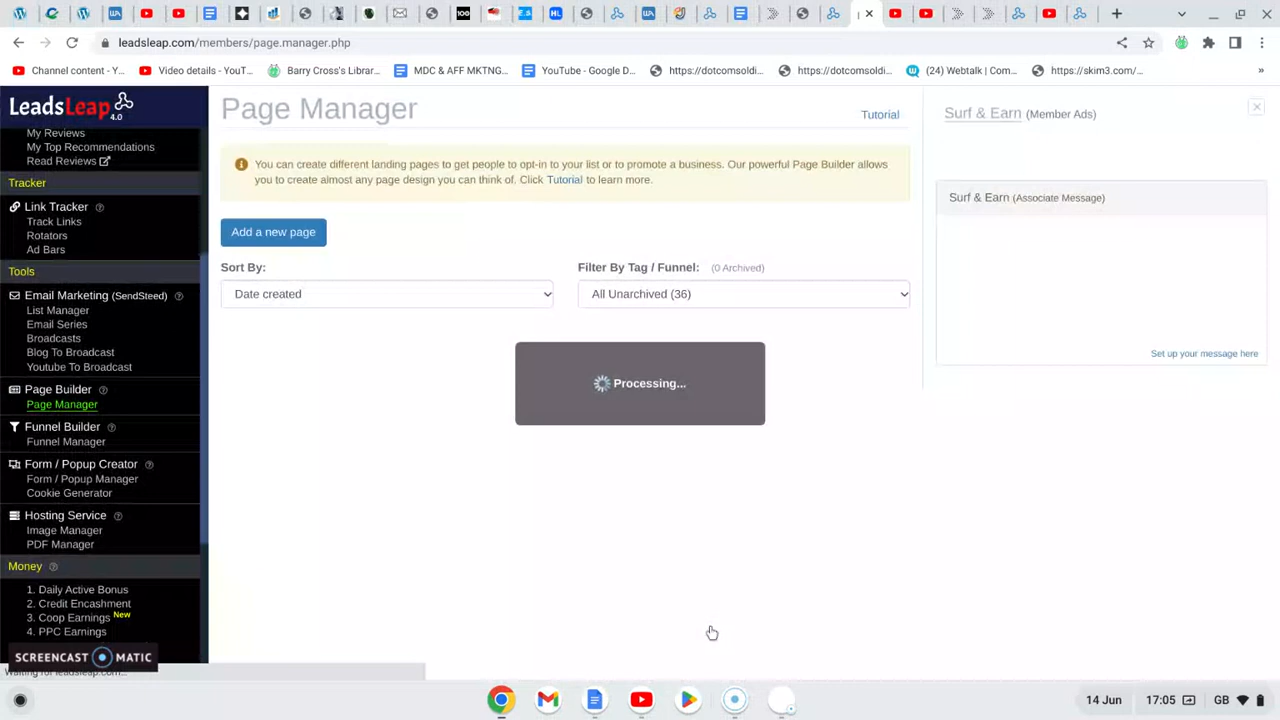 leadsleap.com/members/page.manager.php
Channel content - Y...
Video details - YouT...
Barry Cross's Librar...
MDC & AFF MKTNG...
YouTube - Google D...
https://dotcomsoldi...
https://dotcomsoldi...
(24) Webtalk | Com...
https://skim3.com/...
»
LeadsLeap 4.0
My Reviews
My Top Recommendations
Read Reviews
Tracker
Link Tracker
Track Links
Rotators
Ad Bars
Tools
Email Marketing (SendSteed)
List Manager
Email Series
Broadcasts
Blog To Broadcast
Youtube To Broadcast
Page Builder
Page Manager
Funnel Builder
Funnel Manager
Form / Popup Creator
Form / Popup Manager
Cookie Generator
Hosting Service
Image Manager
PDF Manager
Money
1. Daily Active Bonus
2. Credit Encashment
3. Coop Earnings New
4. PPC Earnings
SCREENCAST MATIC
Waiting for leadsleap.com...
Page Manager
Tutorial
You can create different landing pages to get people to opt-in to your list or to promote a business. Our powerful Page Builder allows
you to create almost any page design you can think of. Click Tutorial to learn more.
Add a new page
Sort By:
Date created
Filter By Tag / Funnel: (0 Archived)
All Unarchived (36)
Processing...
Surf & Earn (Member Ads)
Surf & Earn (Associate Message)
Set up your message here
14 Jun
17:05
GB